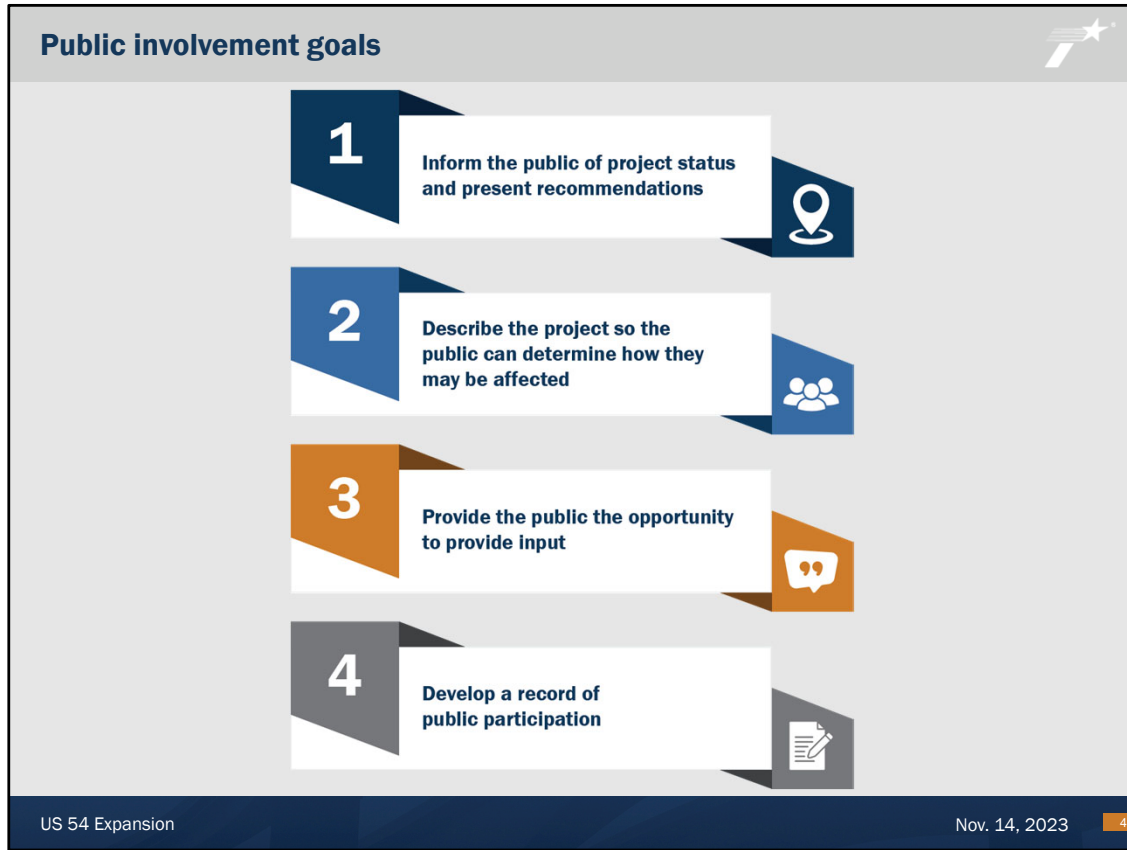 Public involvement goals
1
Inform the public of project status
and present recommendations
2
Describe the project so the
public can determine how they
may be affected
3
Provide the public the opportunity
to provide input
4
Develop a record of
public participation
US 54 Expansion
Nov. 14, 2023
4